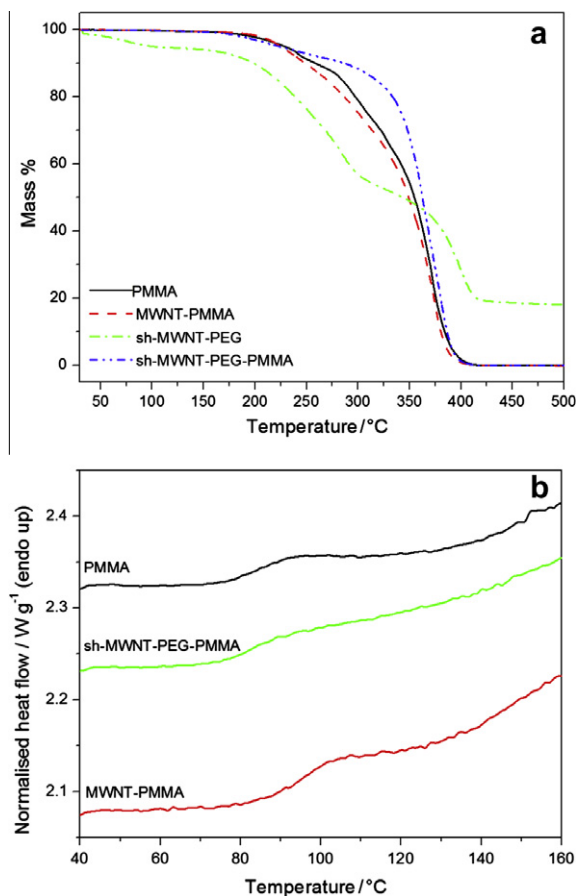 a
100
80
60
40
20
0
Mass %
PMMA
MWNT-PMMA
sh-MWNT-PEG
sh-MWNT-PEG-PMMA
50 100 150 200 250 300 350 400 450 500
Temperature/°C
b
2.4
2.3
2.2
2.1
Normalised heat flow / W g⁻¹ (endo up)
PMMA
sh-MWNT-PEG-PMMA
MWNT-PMMA
40 60 80 100 120 140 160
Temperature/°C